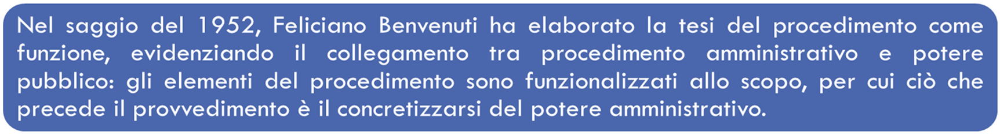 Nel saggio del 1952, Feliciano Benvenuti ha elaborato la tesi del procedimento come
funzione, evidenziando il collegamento tra procedimento amministrativo e potere
pubblico: gli elementi del procedimento sono funzionalizzati allo scopo, per cui ciò che
precede il provvedimento è il concretizzarsi del potere amministrativo.